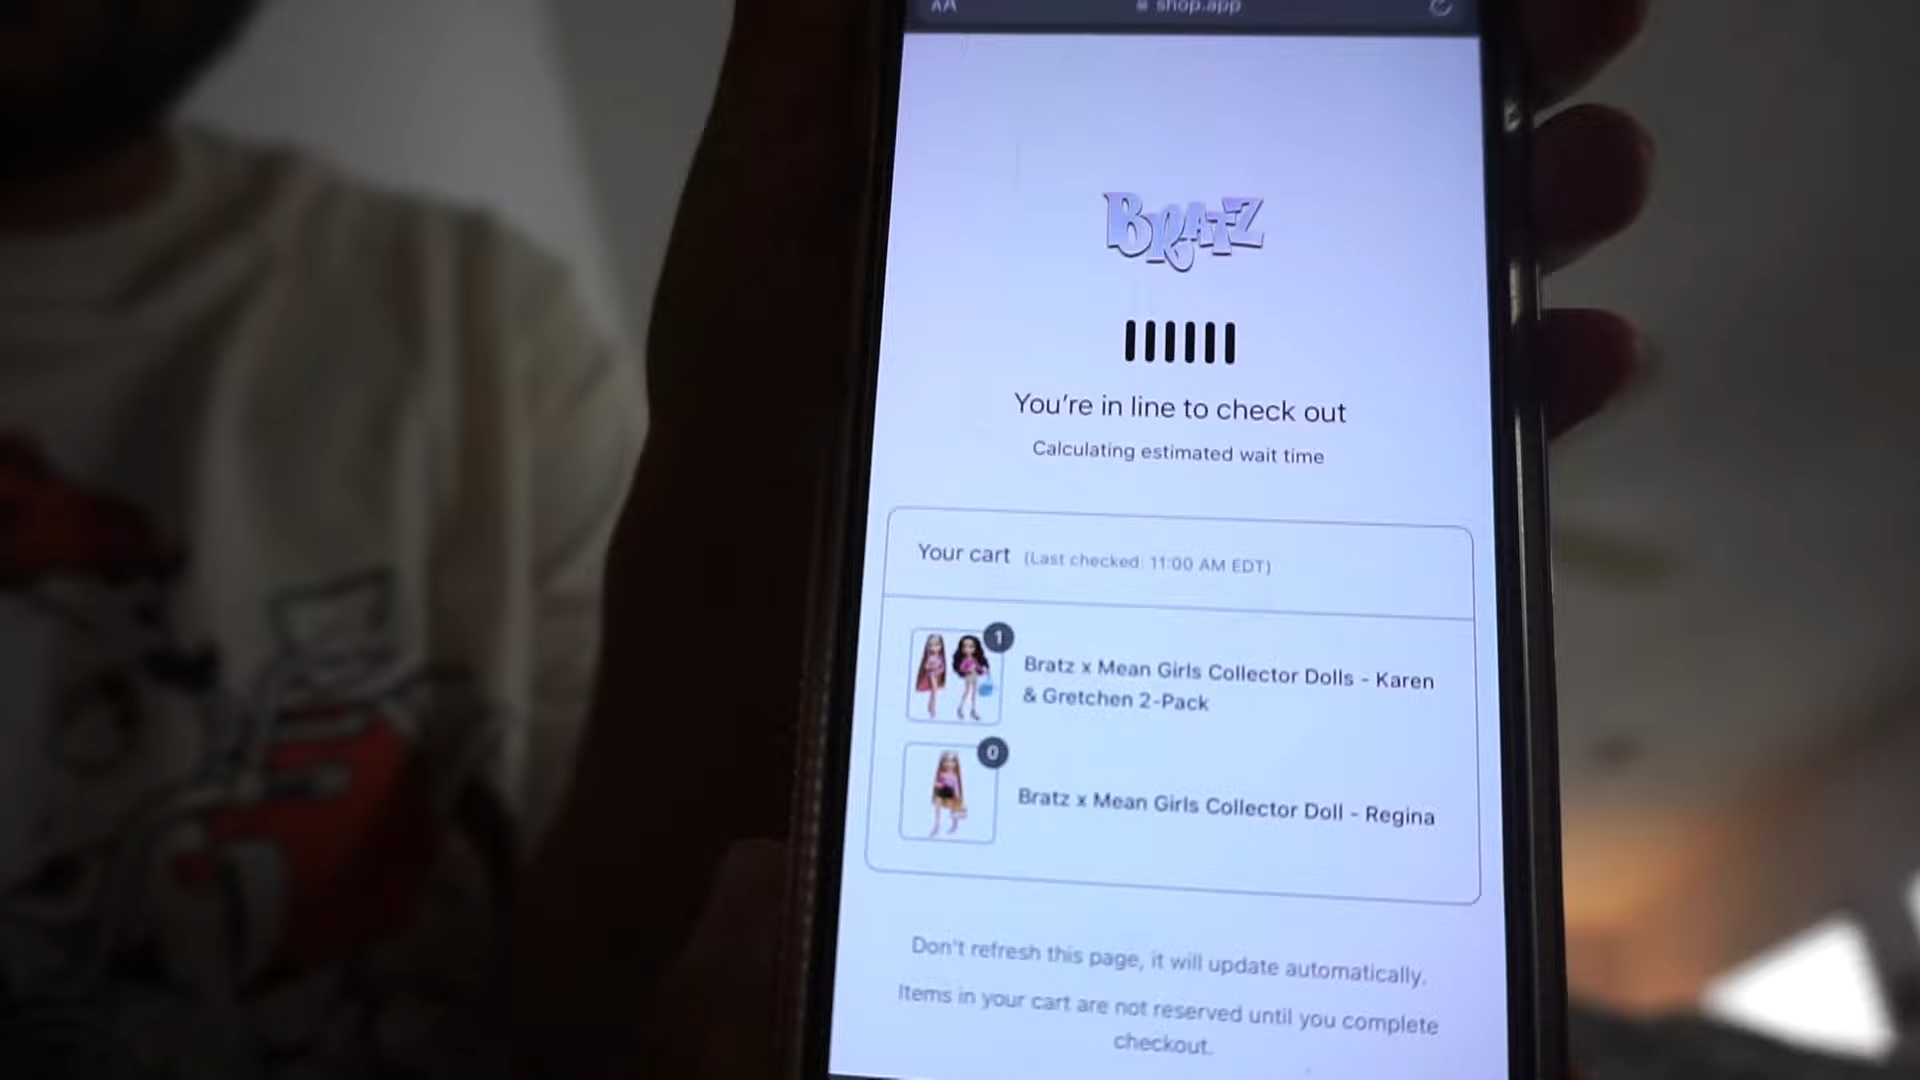 AA shop.app
BRATZ
You're in line to check out
Calculating estimated wait time
Your cart (Last checked: 11:00 AM EDT)
1
Bratz x Mean Girls Collector Dolls - Karen
& Gretchen 2-Pack
0
Bratz x Mean Girls Collector Doll - Regina
Don't refresh this page, it will update automatically.
Items in your cart are not reserved until you complete
checkout.